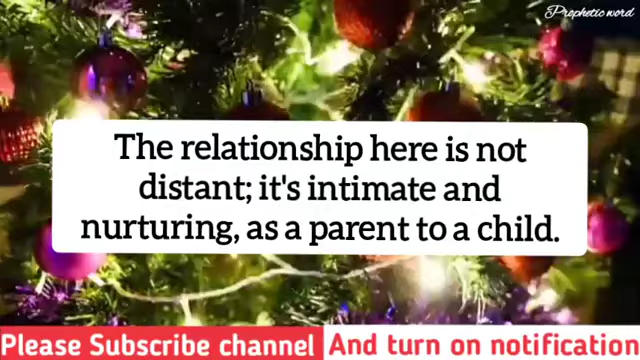 Prophetic word
The relationship here is not
distant; it's intimate and
nurturing, as a parent to a child.
Please Subscribe channel And turn on notification